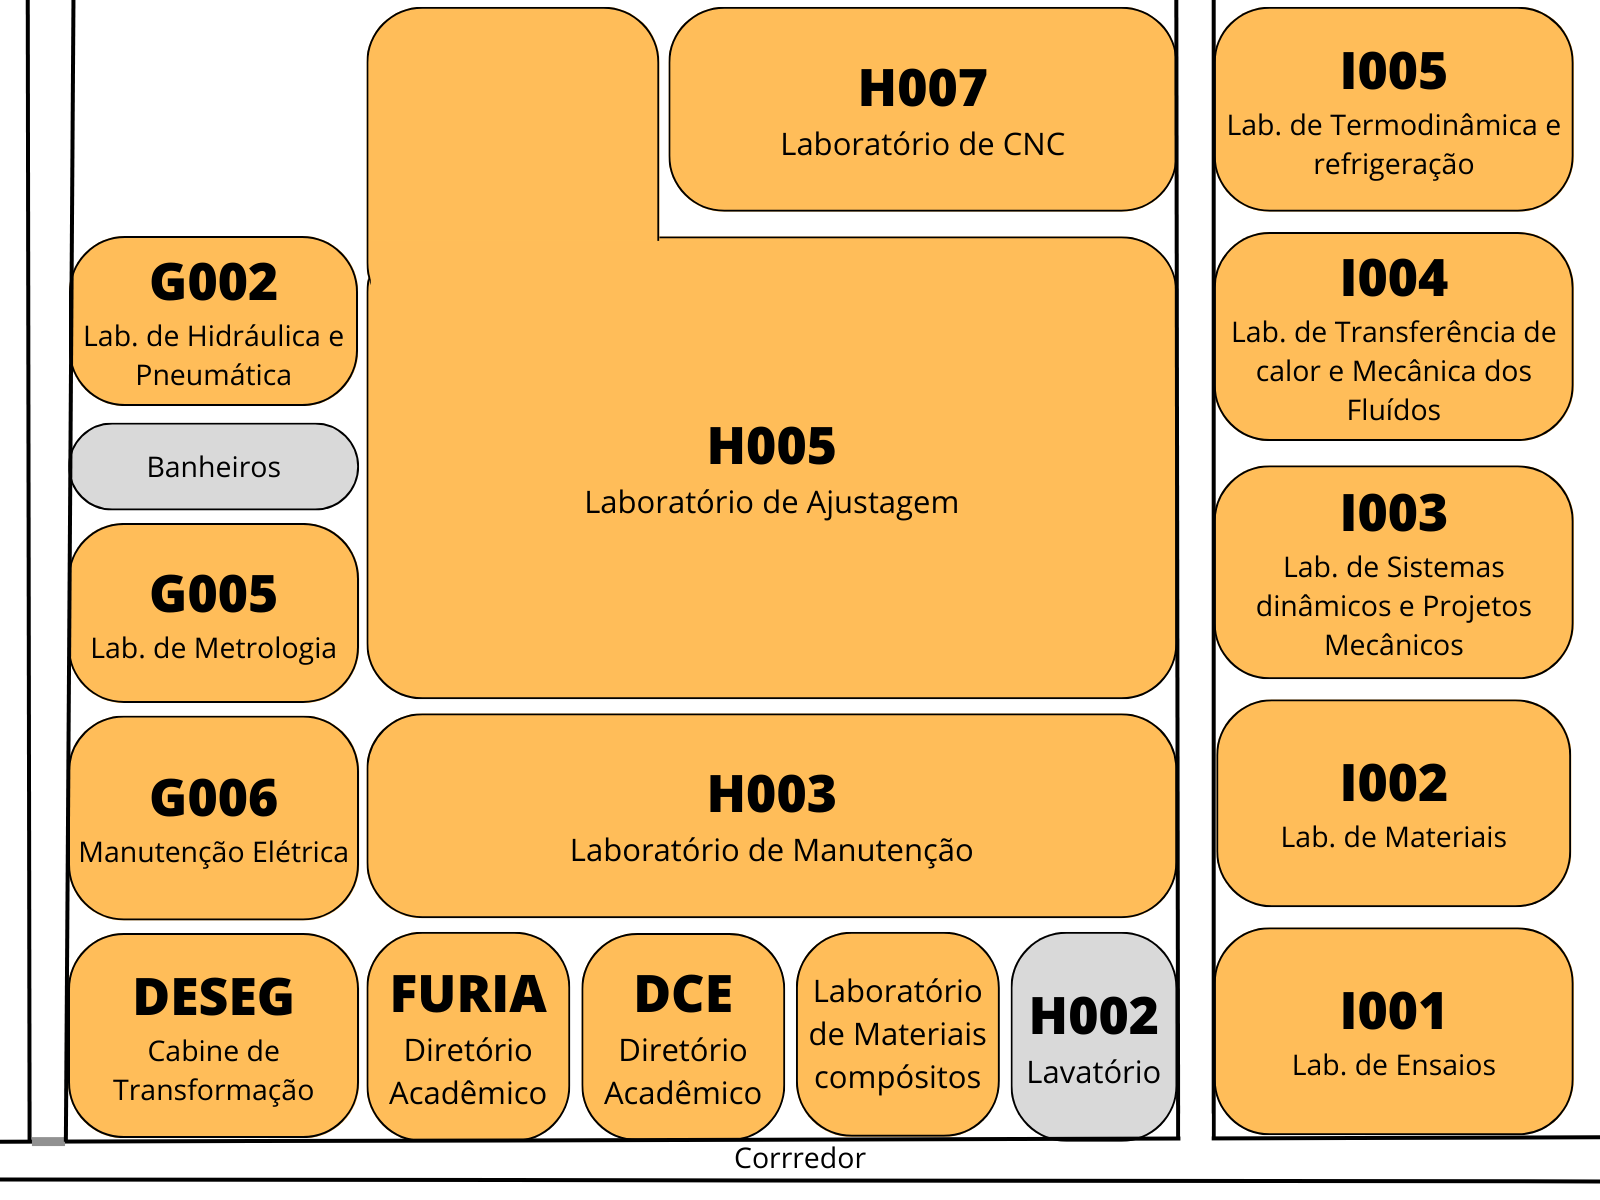 H007
Laboratório de CNC
I005
Lab. de Termodinâmica e
refrigeração
G002
Lab. de Hidráulica e
Pneumática
I004
Lab. de Transferência de
calor e Mecânica dos
Fluídos
Banheiros
H005
Laboratório de Ajustagem
I003
Lab. de Sistemas
dinâmicos e Projetos
Mecânicos
G005
Lab. de Metrologia
G006
Manutenção Elétrica
H003
Laboratório de Manutenção
I002
Lab. de Materiais
DESEG
Cabine de
Transformação
FURIA
Diretório
Acadêmico
DCE
Diretório
Acadêmico
Laboratório
de Materiais
compósitos
H002
Lavatório
I001
Lab. de Ensaios
Corrredor